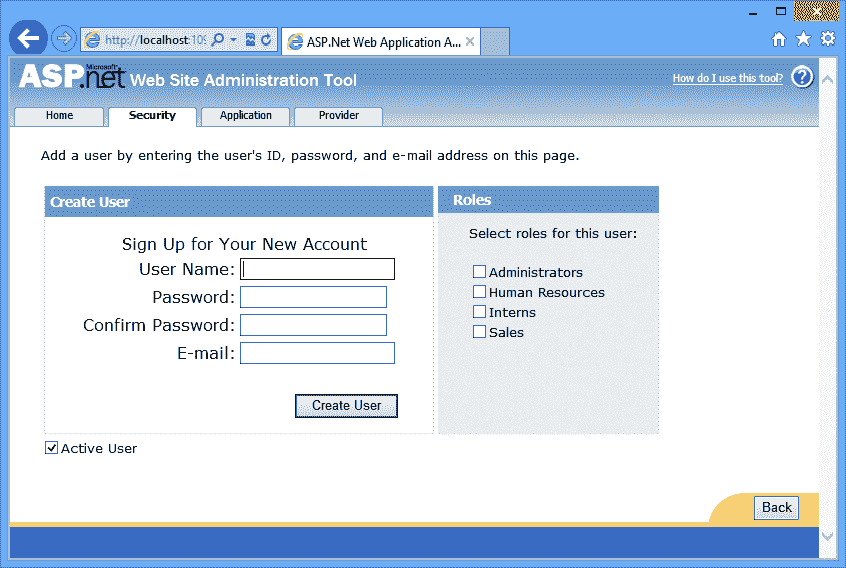 http://localhost:109
ASP.Net Web Application A...
Microsoft
ASP.net Web Site Administration Tool
How do I use this tool?
Home Security Application Provider
Add a user by entering the user's ID, password, and e-mail address on this page.
Create User
Roles
Sign Up for Your New Account
Select roles for this user:
User Name:
Password:
Confirm Password:
E-mail:
Administrators
Human Resources
Interns
Sales
Create User
Active User
Back